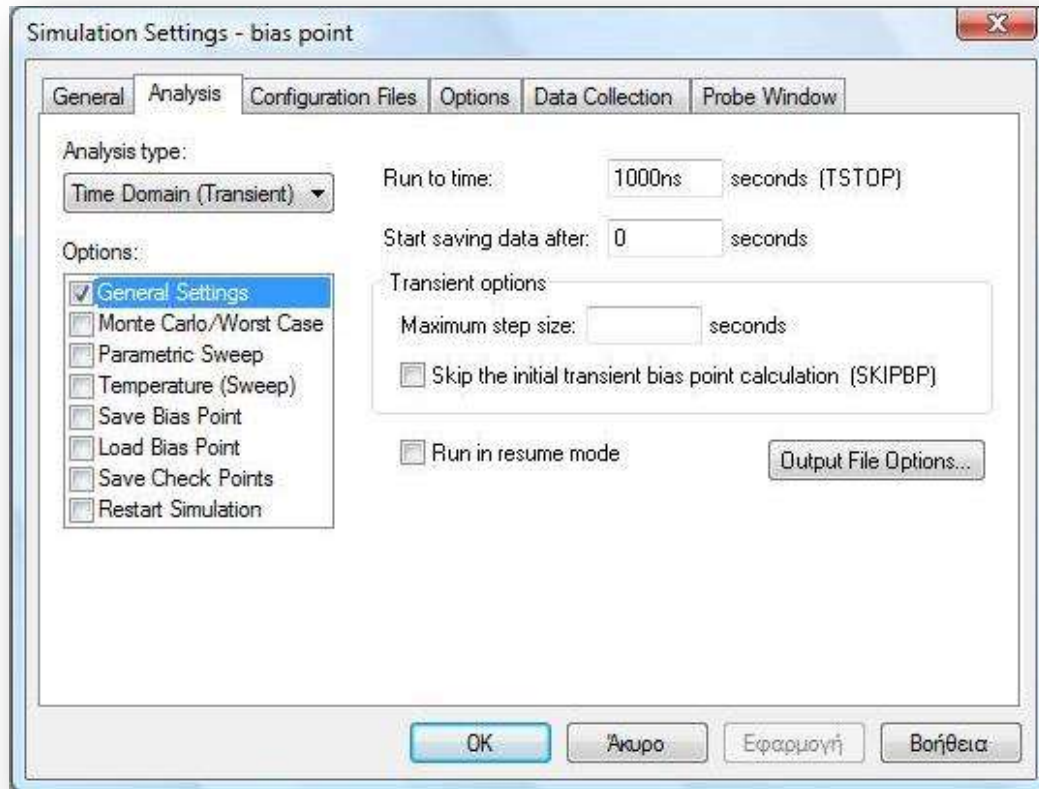 Simulation Settings - bias point
General Analysis Configuration Files Options Data Collection Probe Window
Analysis type:
Time Domain (Transient)
Options:
General Settings
Monte Carlo/Worst Case
Parametric Sweep
Temperature (Sweep)
Save Bias Point
Load Bias Point
Save Check Points
Restart Simulation
Run to time: 1000ns seconds (TSTOP)
Start saving data after: 0 seconds
Transient options
Maximum step size: seconds
Skip the initial transient bias point calculation (SKIPBP)
Run in resume mode
Output File Options...
OK Άκυρο Εφαρμογή Βοήθεια